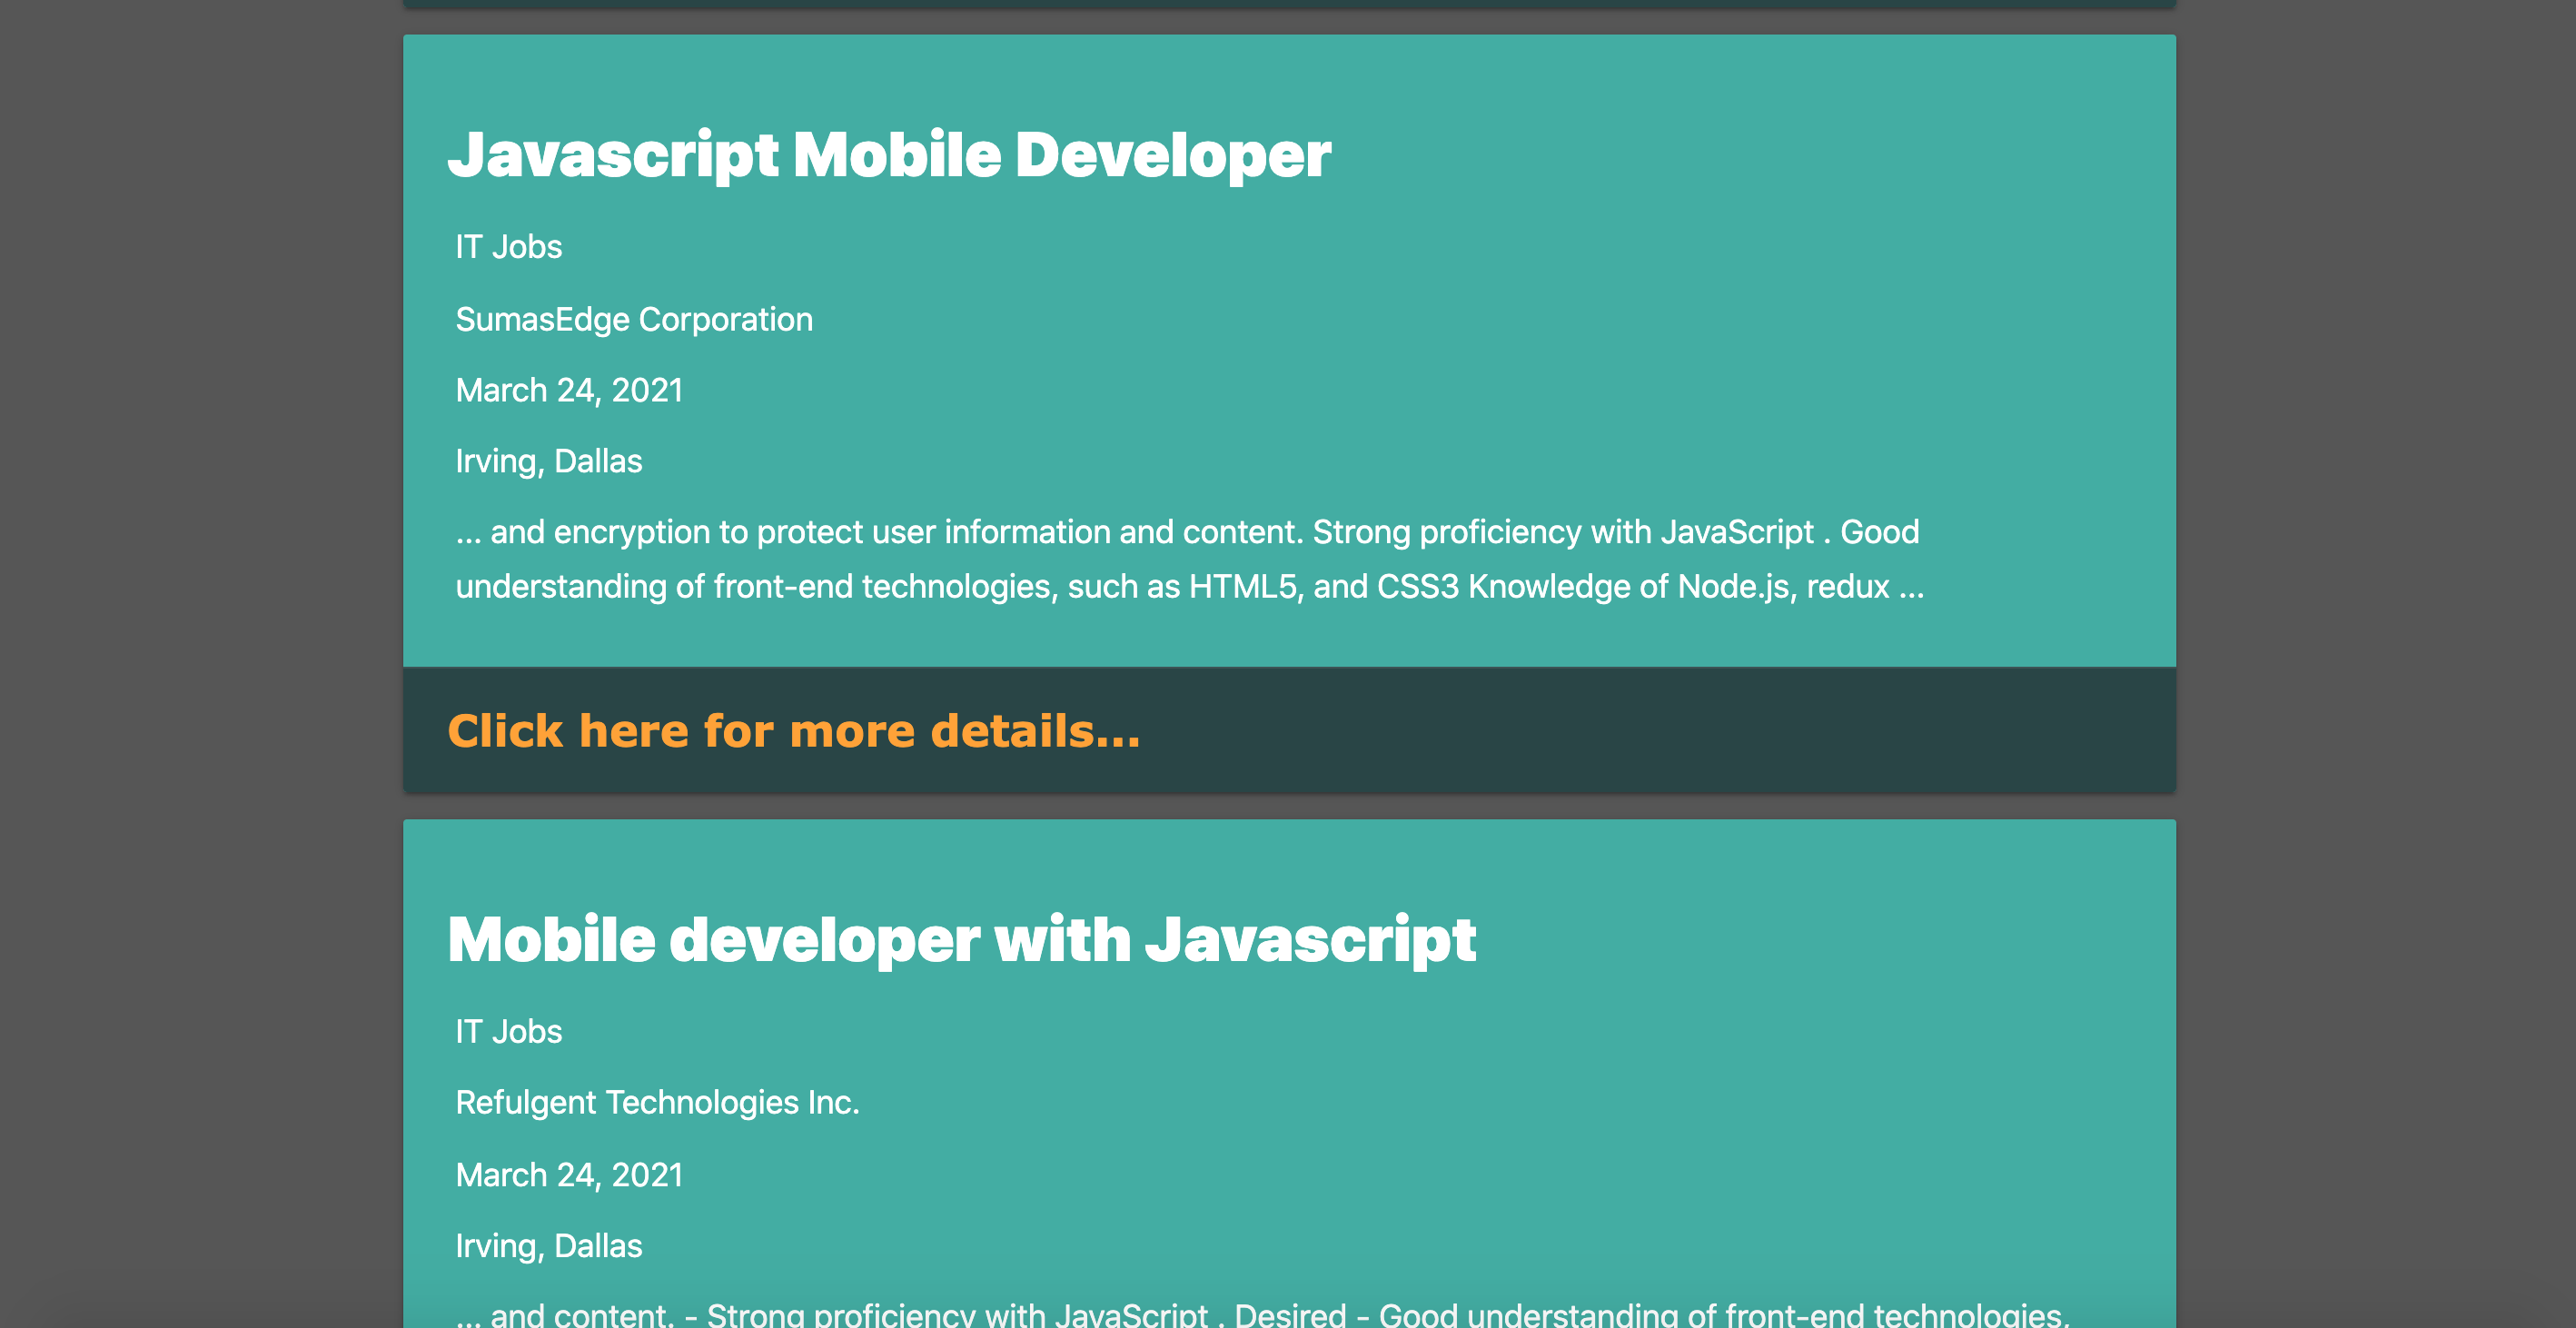 Javascript Mobile Developer
IT Jobs
SumasEdge Corporation
March 24, 2021
Irving, Dallas
... and encryption to protect user information and content. Strong proficiency with JavaScript . Good
understanding of front-end technologies, such as HTML5, and CSS3 Knowledge of Node.js, redux ...
Click here for more details...
Mobile developer with Javascript
IT Jobs
Refulgent Technologies Inc.
March 24, 2021
Irving, Dallas
... and content. - Strong proficiency with JavaScript . Desired - Good understanding of front-end technologies,